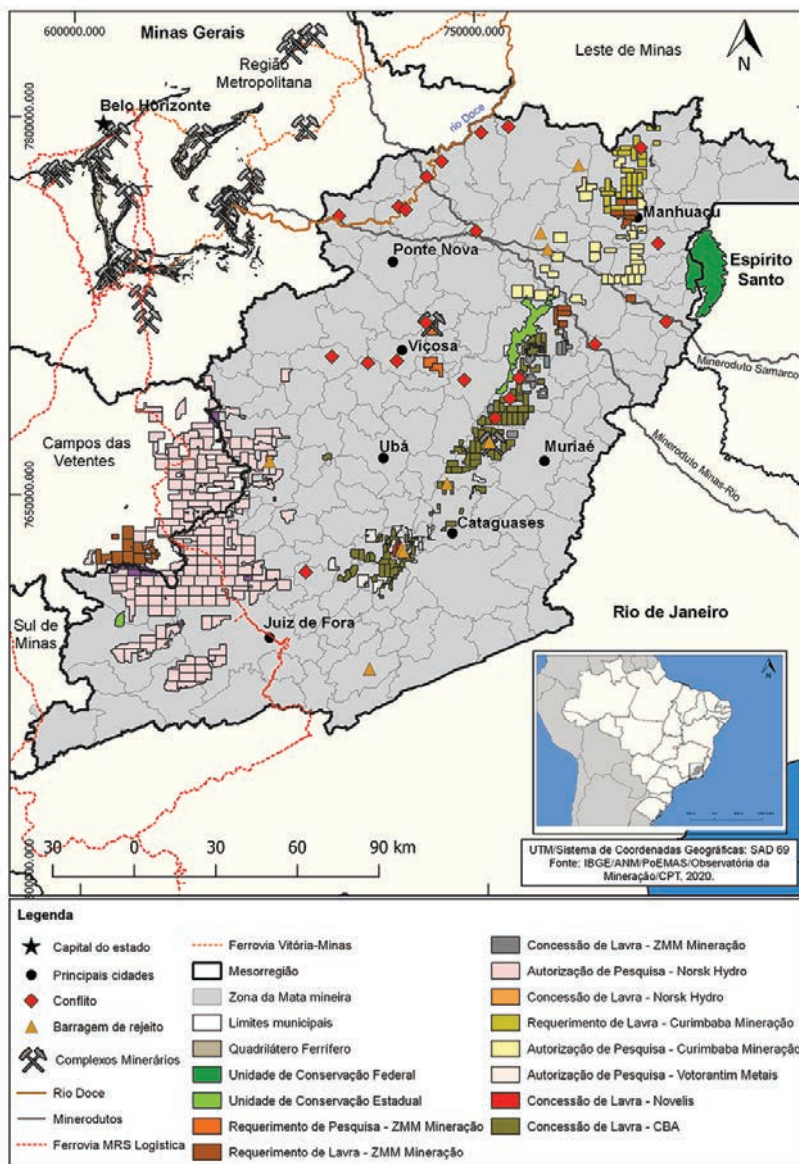 600000.000
750000.000
Minas Gerais
Leste de Minas
Região
Metropolitana
N
Belo Horizonte
7800000.000
rio Doce
Manhuaçu
Ponte Nova
Espírito
Santo
Viçosa
Mineroduto Samarco
Campos das
Vetentes
Ubá
Muriaé
Mineroduto Minas-Rio
7650000.000
Cataguases
Rio de Janeiro
Sul de
Minas
Juiz de Fora
N
30 0 30 60 90 km
UTM/Sistema de Coordenadas Geográficas: SAD 69
Fonte: IBGE/ANM/PoEMAS/Observatória da
Mineração/CPT, 2020.
Legenda
Capital do estado
Principais cidades
Conflito
Barragem de rejeito
Complexos Minerários
Rio Doce
Minerodutos
Ferrovia MRS Logística
Ferrovia Vitória-Minas
Mesorregião
Zona da Mata mineira
Limites municipais
Quadrilátero Ferrífero
Unidade de Conservação Federal
Unidade de Conservação Estadual
Requerimento de Pesquisa - ZMM Mineração
Requerimento de Lavra - ZMM Mineração
Concessão de Lavra - ZMM Mineração
Autorização de Pesquisa - Norsk Hydro
Concessão de Lavra - Norsk Hydro
Requerimento de Lavra - Curimbaba Mineração
Autorização de Pesquisa - Curimbaba Mineração
Autorização de Pesquisa - Votorantim Metais
Concessão de Lavra - Novelis
Concessão de Lavra - CBA